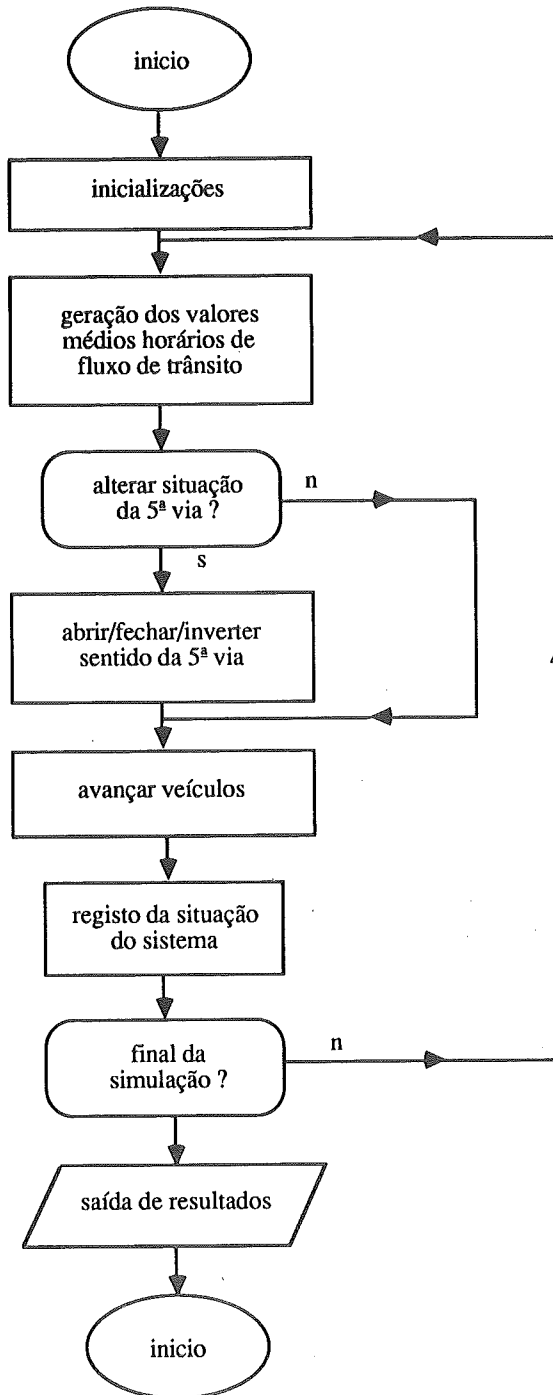 inicio
inicializações
geração dos valores
médios horários de
fluxo de trânsito
alterar situação
da 5ª via ?
n
s
abrir/fechar/inverter
sentido da 5ª via
avançar veículos
registo da situação
do sistema
final da
simulação ?
n
saída de resultados
inicio